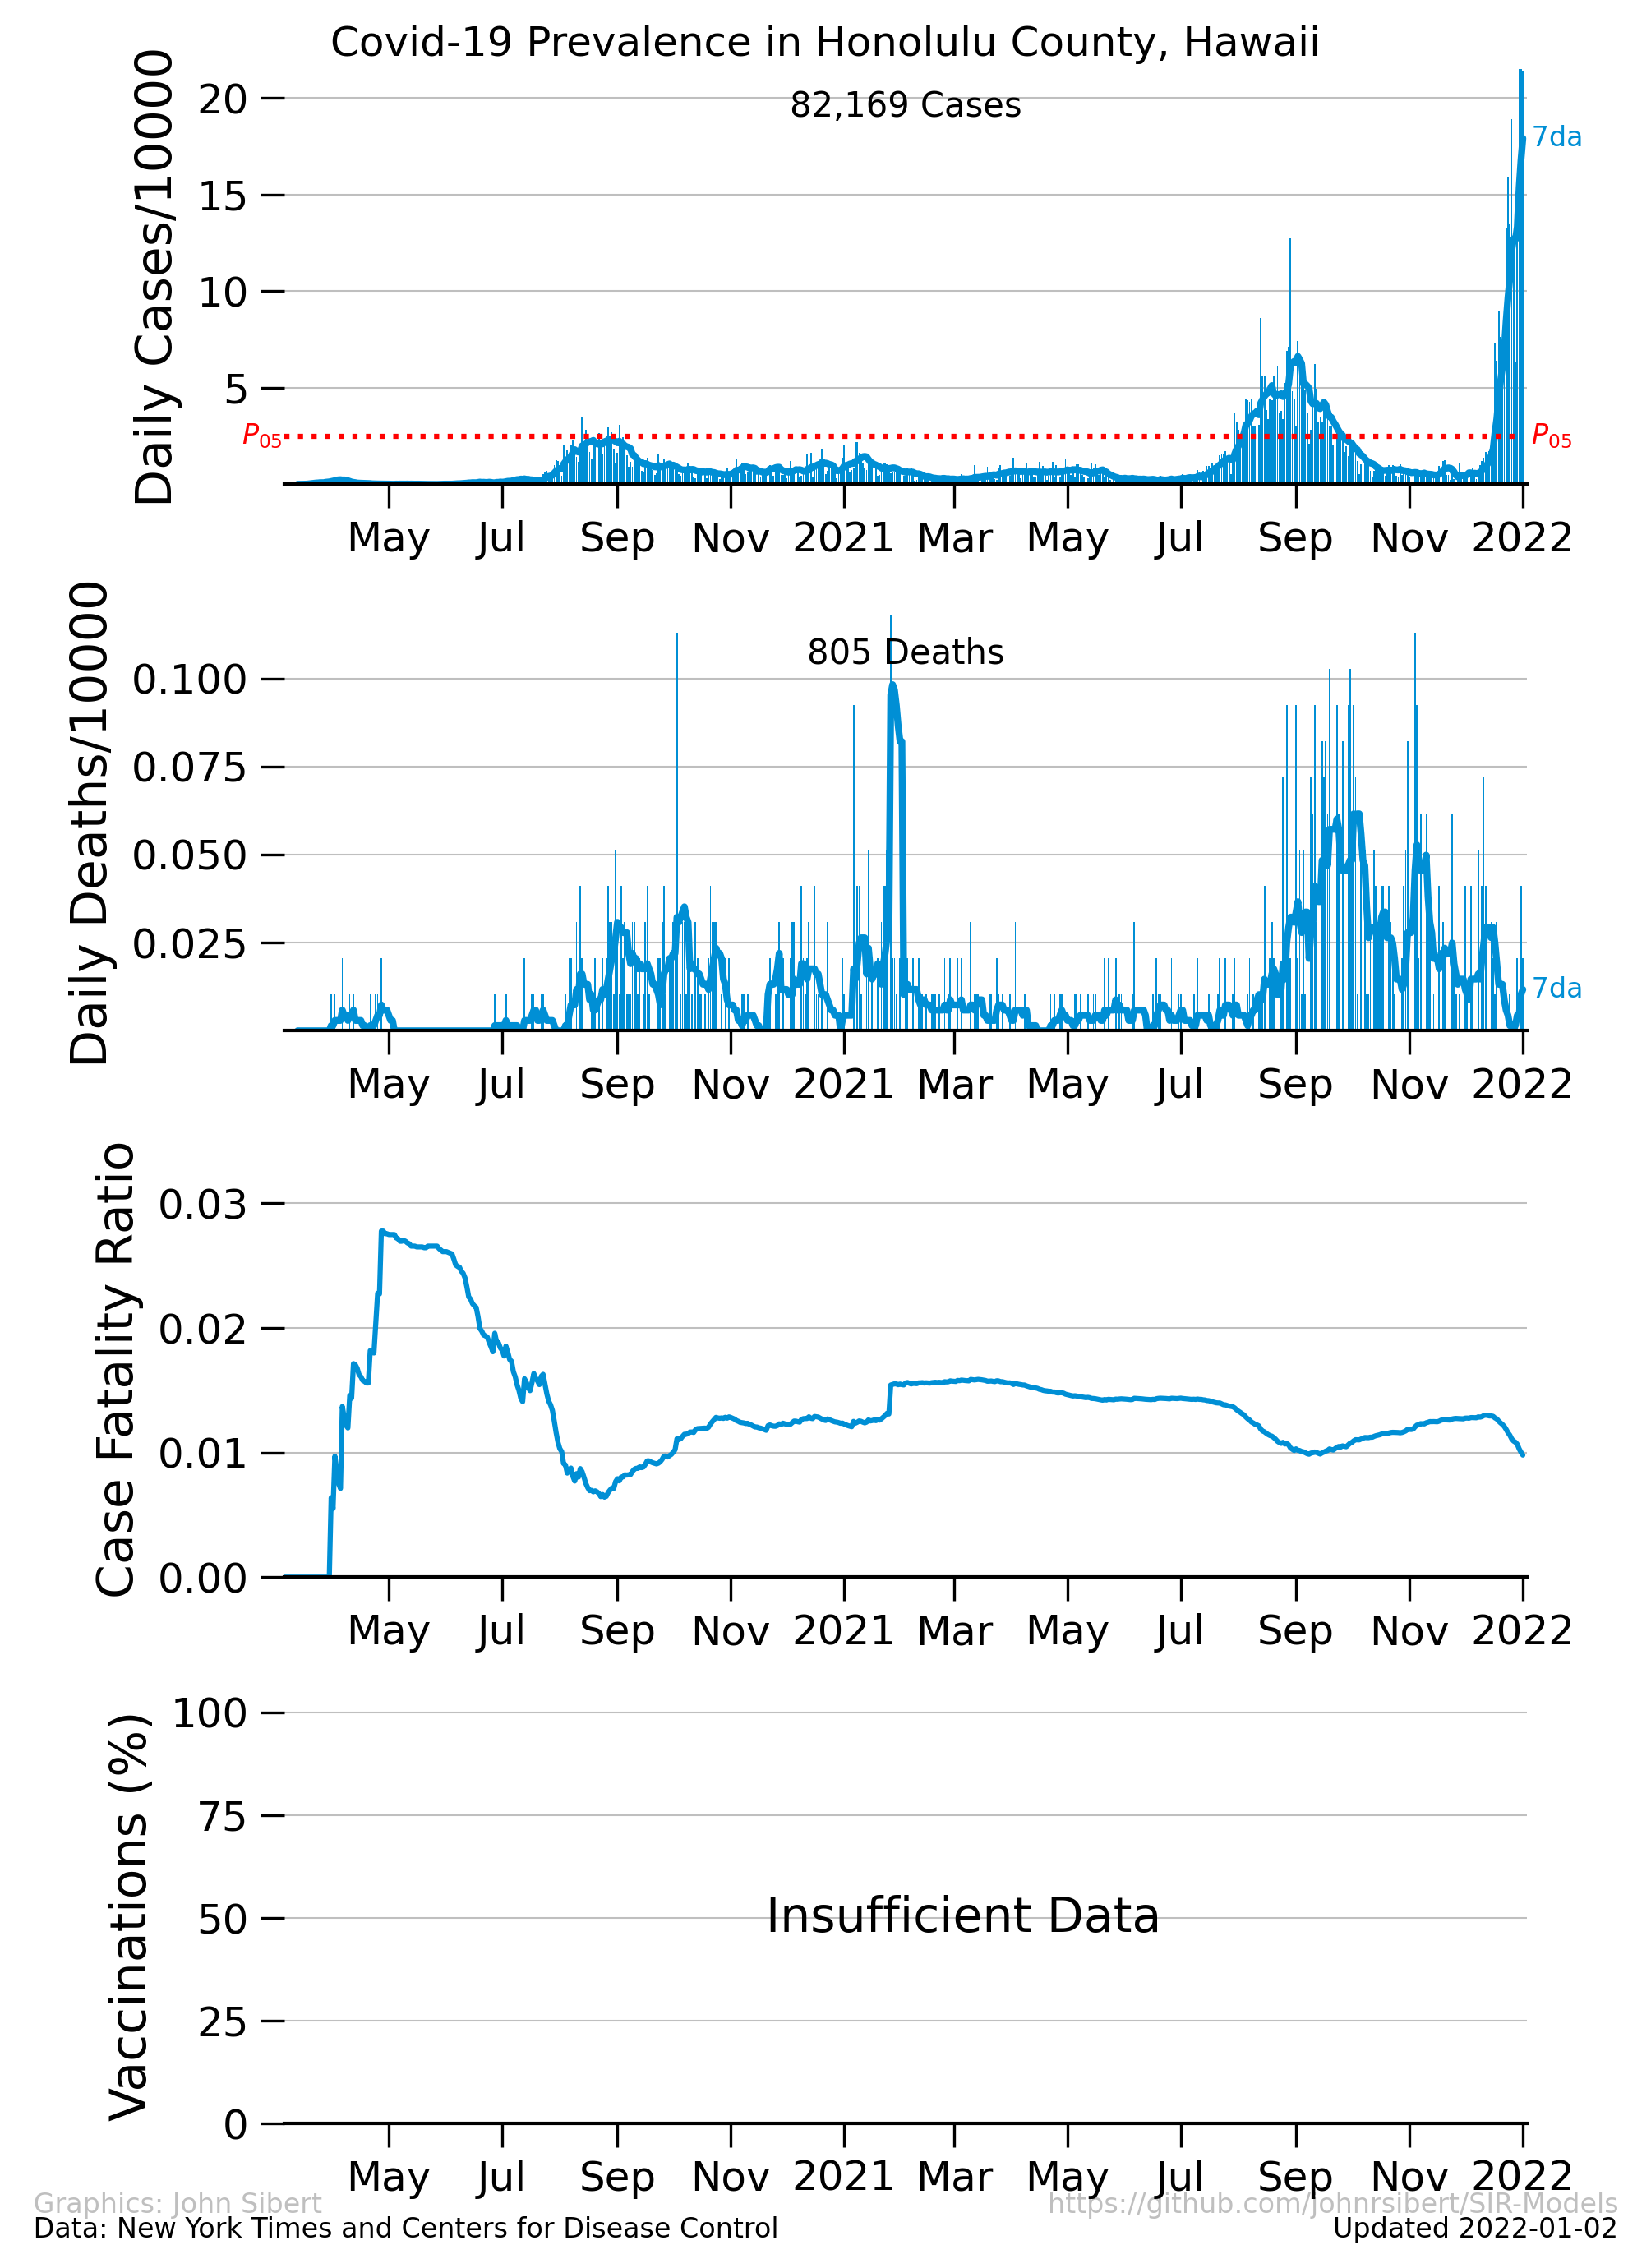 Covid-19 Prevalence in Honolulu County, Hawaii
82,169 Cases
Daily Cases/10000
20
15
10
5
7da
P05
P05
May Jul Sep Nov 2021 Mar May Jul Sep Nov 2022
805 Deaths
Daily Deaths/10000
0.100
0.075
0.050
0.025
7da
May Jul Sep Nov 2021 Mar May Jul Sep Nov 2022
Case Fatality Ratio
0.03
0.02
0.01
0.00
May Jul Sep Nov 2021 Mar May Jul Sep Nov 2022
Vaccinations (%)
100
75
50
25
0
Insufficient Data
May Jul Sep Nov 2021 Mar May Jul Sep Nov 2022
Graphics: John Sibert
https://github.com/Johnrsibert/SIR-Models
Data: New York Times and Centers for Disease Control
Updated 2022-01-02